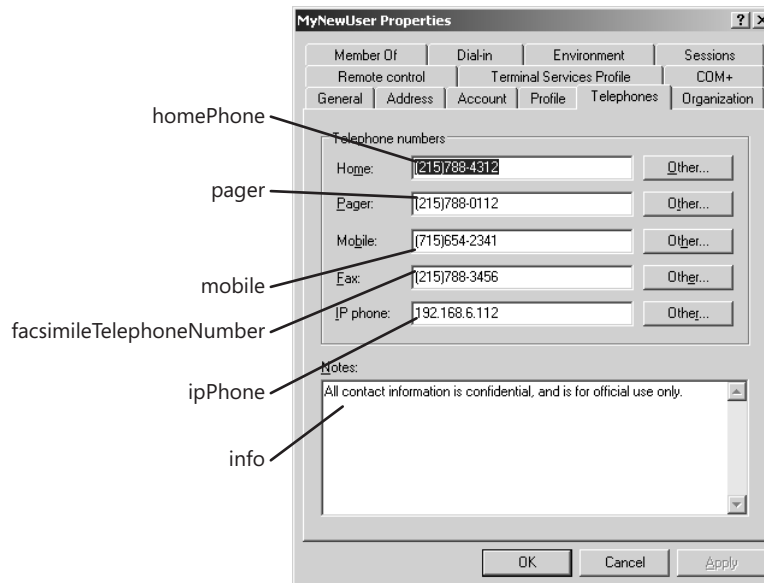 MyNewUser Properties ? ×
Member Of Dial-in Environment Sessions
Remote control Terminal Services Profile COM+
General Address Account Profile Telephones Organization
homePhone
Telephone numbers
Home: (215)788-4312 Other...
pager
Pager: (215)788-0112 Other...
Mobile: (715)654-2341 Other...
mobile
Fax: (215)788-3456 Other...
facsimileTelephoneNumber
IP phone: 192.168.6.112 Other...
Notes:
ipPhone
All contact information is confidential, and is for official use only.
info
OK Cancel Apply